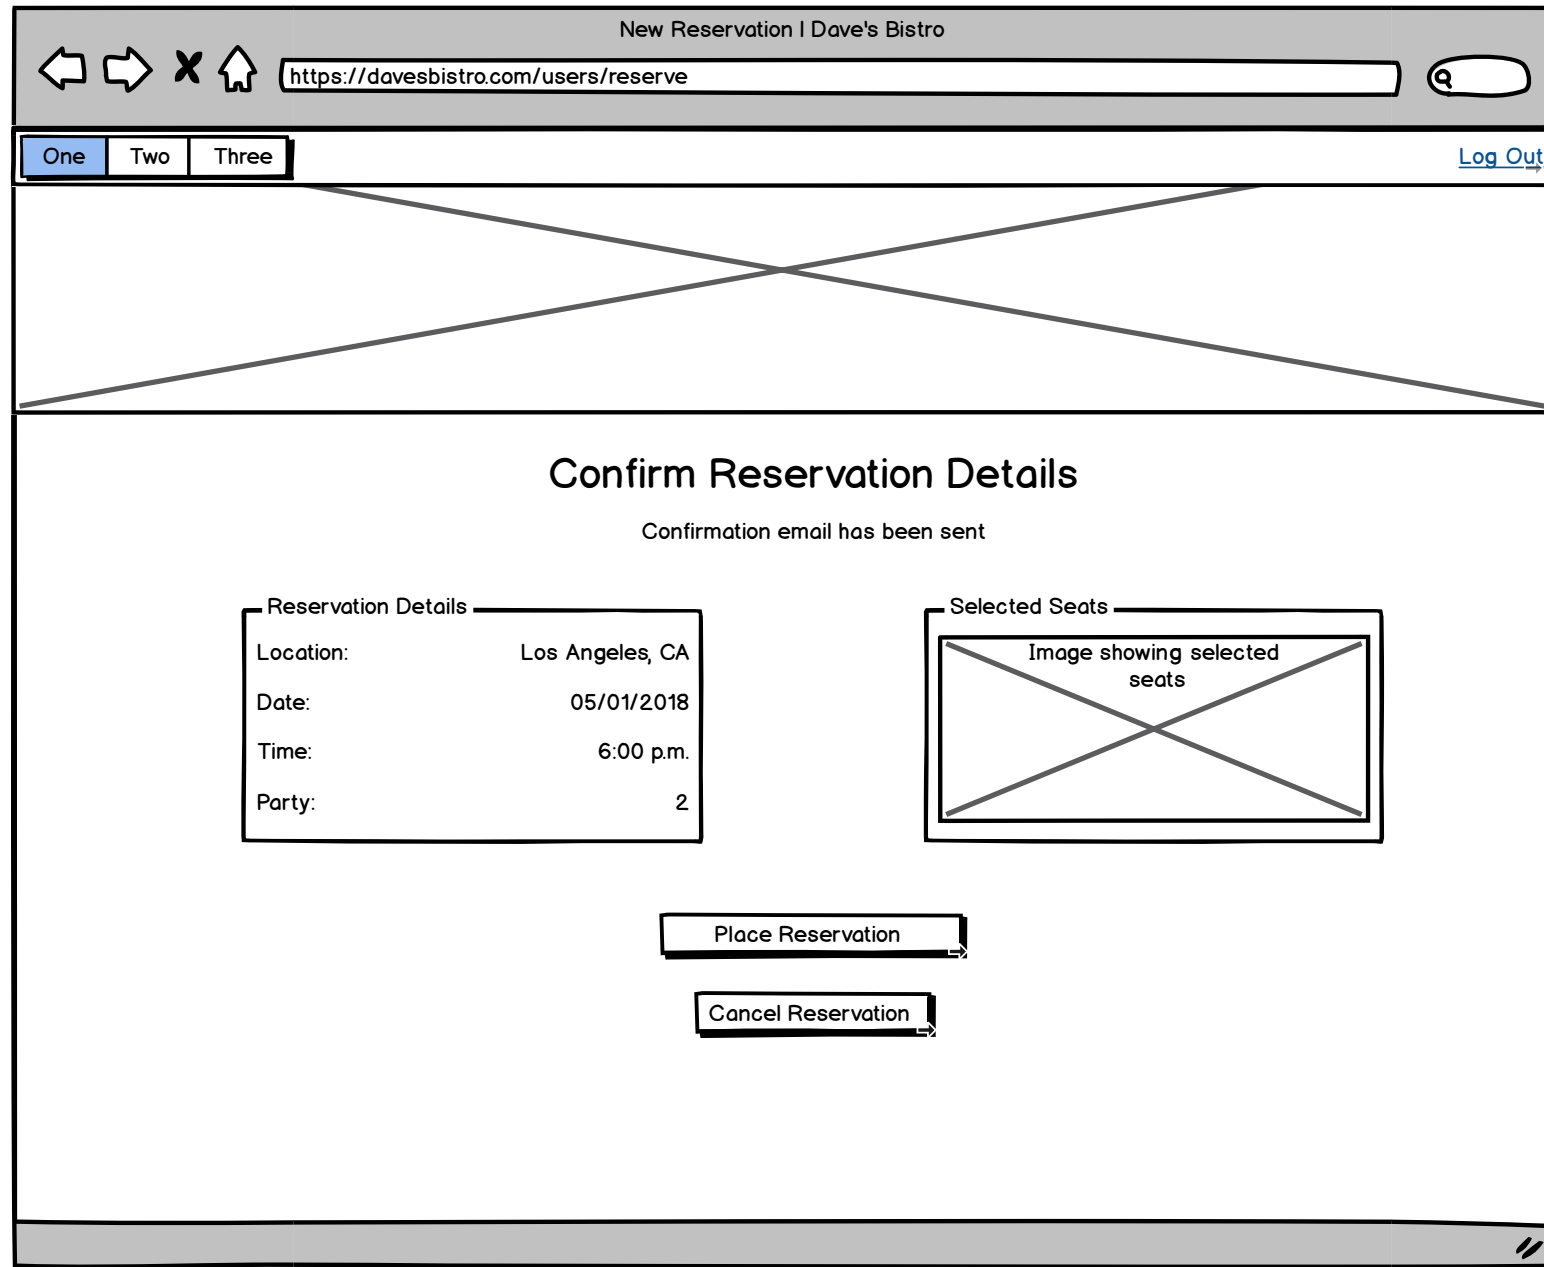 New Reservation | Dave's Bistro
https://davesbistro.com/users/reserve
One Two Three Log Out
Confirm Reservation Details
Confirmation email has been sent
Reservation Details
Location: Los Angeles, CA
Date: 05/01/2018
Time: 6:00 p.m.
Party: 2
Selected Seats
Image showing selected
seats
Place Reservation
Cancel Reservation